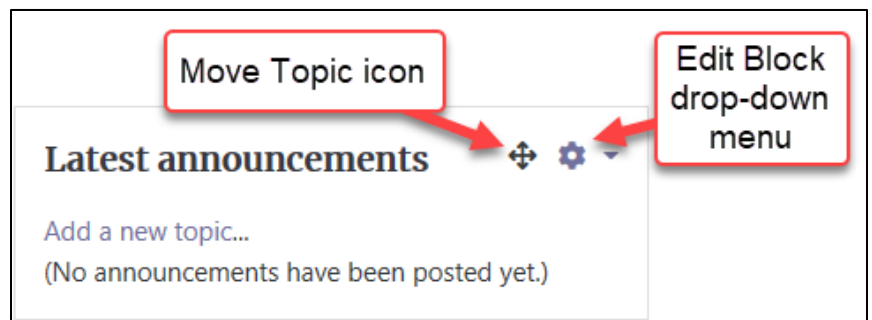 Move Topic icon
Edit Block
drop-down
menu
Latest announcements
Add a new topic...
(No announcements have been posted yet.)